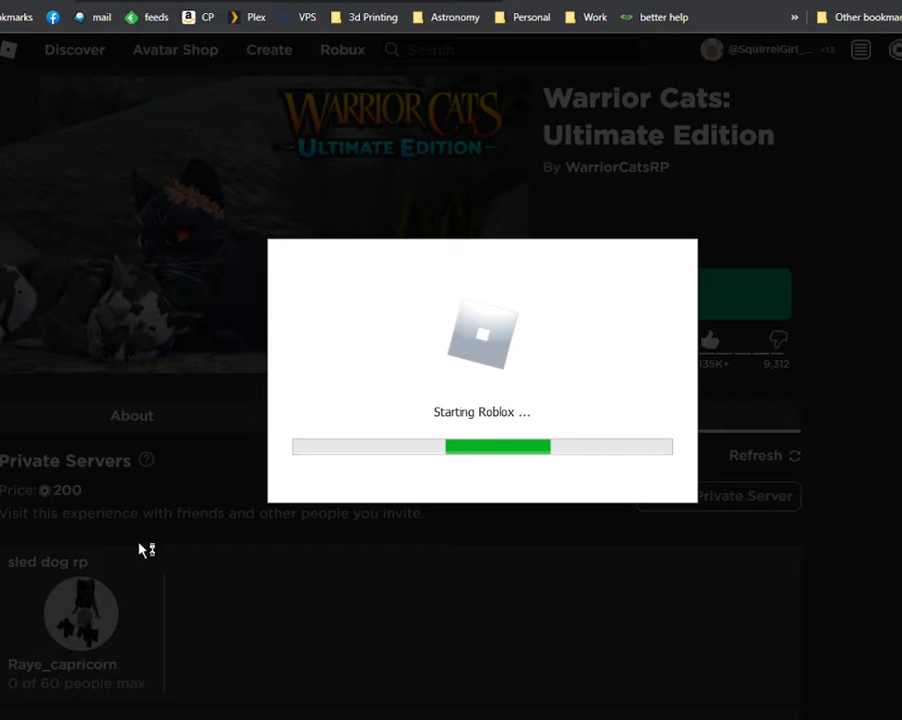 okmarks mail feeds CP Plex VPS 3d Printing Astronomy Personal Work better help » Other bookmar
Discover Avatar Shop Create Robux Search @SquirrelGirl_... <13
WARRIOR CATS
ULTIMATE EDITION
Warrior Cats:
Ultimate Edition
By WarriorCatsRP
135K+ 9,312
Starting Roblox ...
About
Private Servers ?
Refresh
Price: 200
Private Server
Visit this experience with friends and other people you invite.
sled dog rp
Raye_capricorn
0 of 60 people max